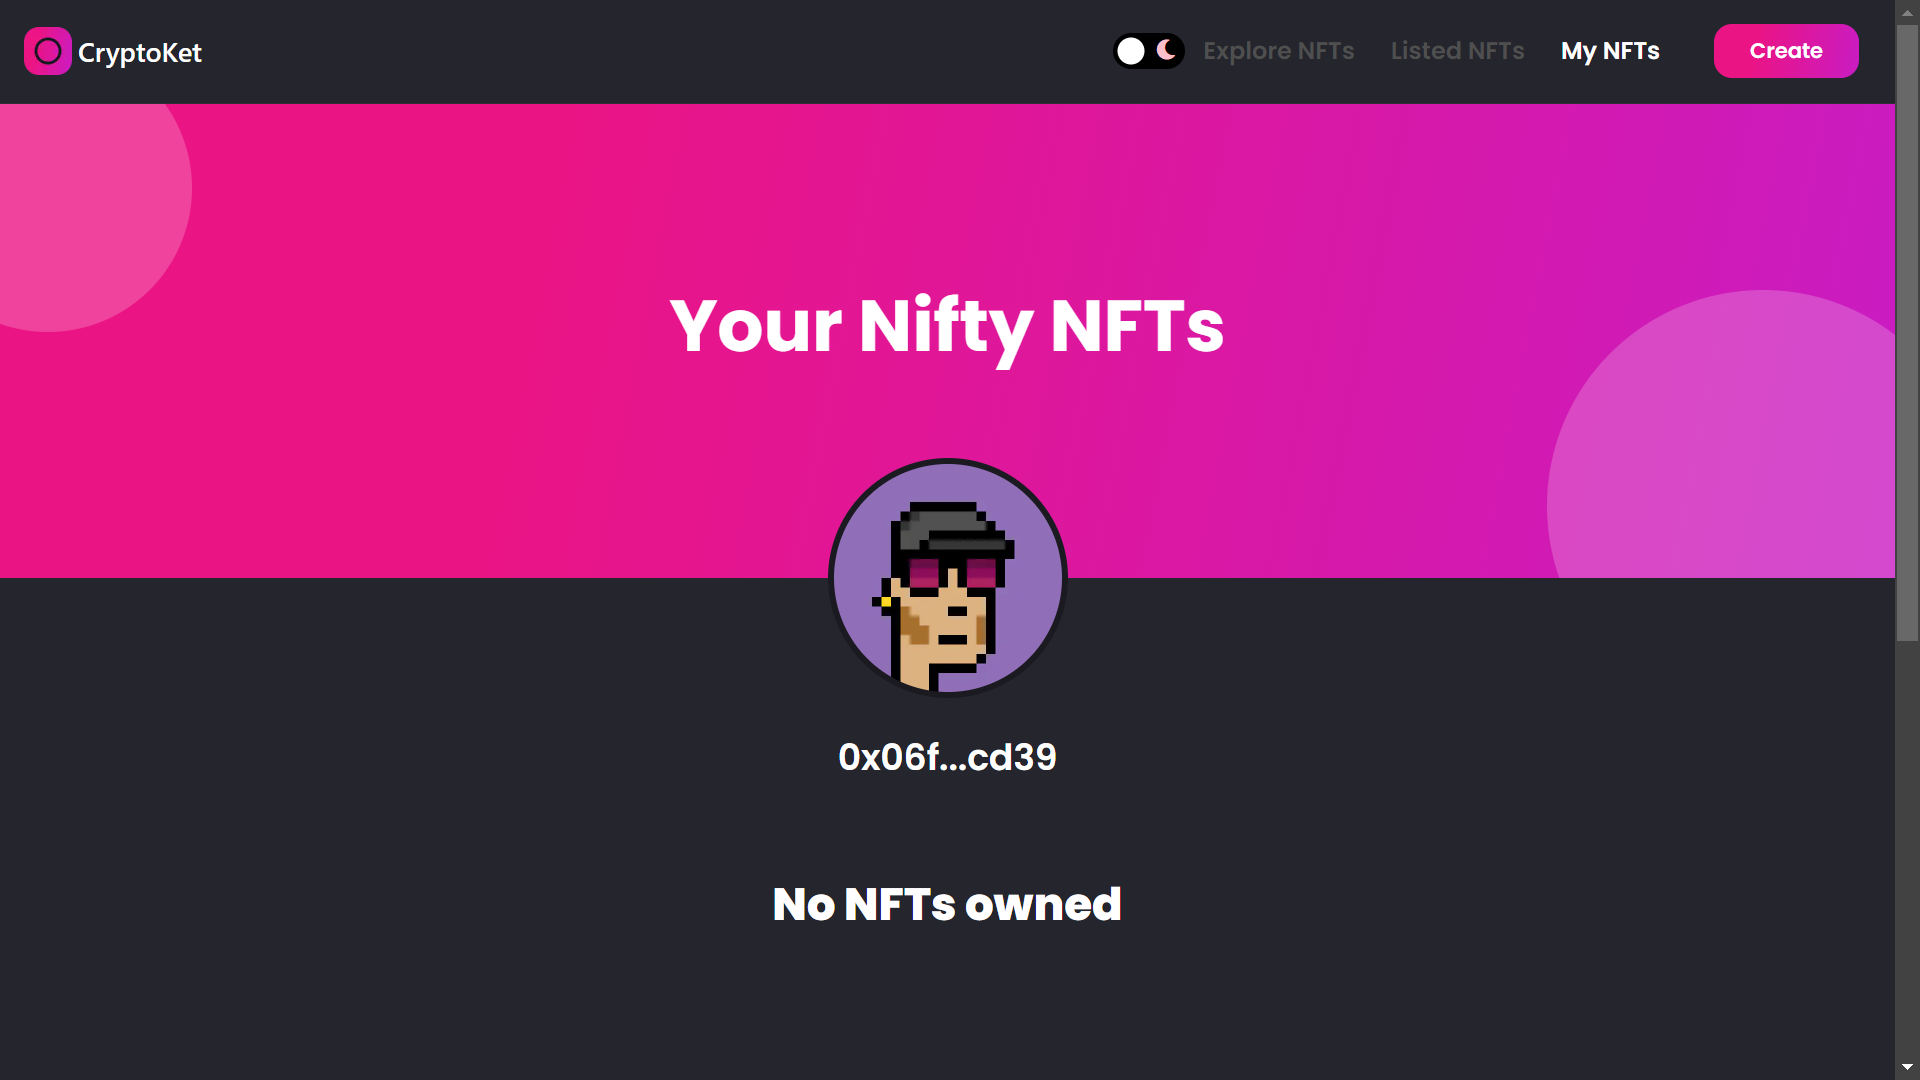 CryptoKet
Explore NFTs
Listed NFTs
My NFTs
Create
Your Nifty NFTs
0x06f...cd39
No NFTs owned